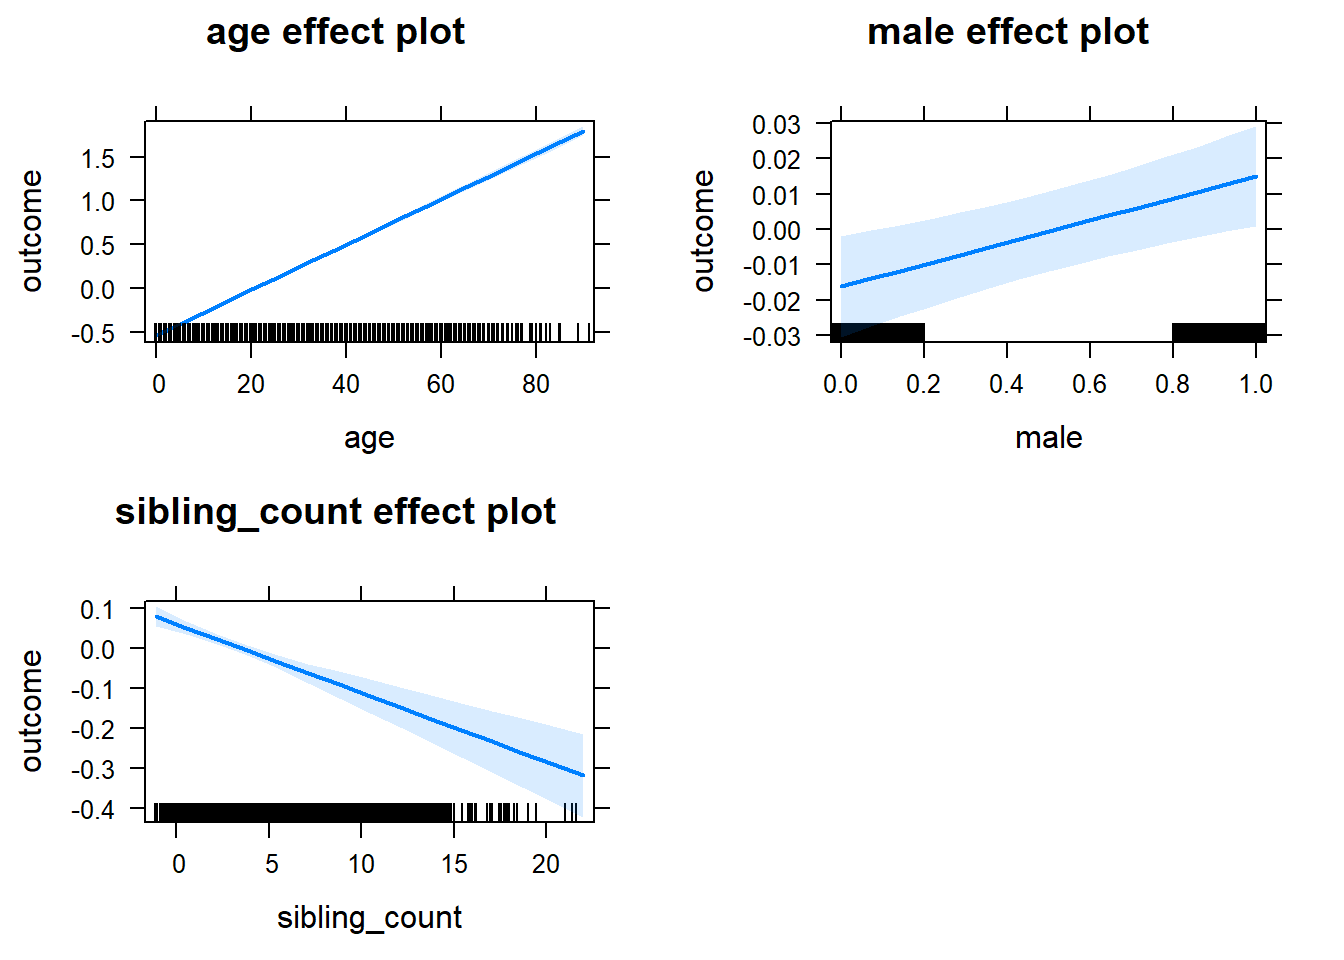 age effect plot
outcome
1.5
1.0
0.5
0.0
-0.5
0 20 40 60 80
age
male effect plot
outcome
0.03
0.02
0.01
0.00
-0.01
-0.02
-0.03
0.0 0.2 0.4 0.6 0.8 1.0
male
sibling_count effect plot
outcome
0.1
0.0
-0.1
-0.2
-0.3
-0.4
0 5 10 15 20
sibling_count